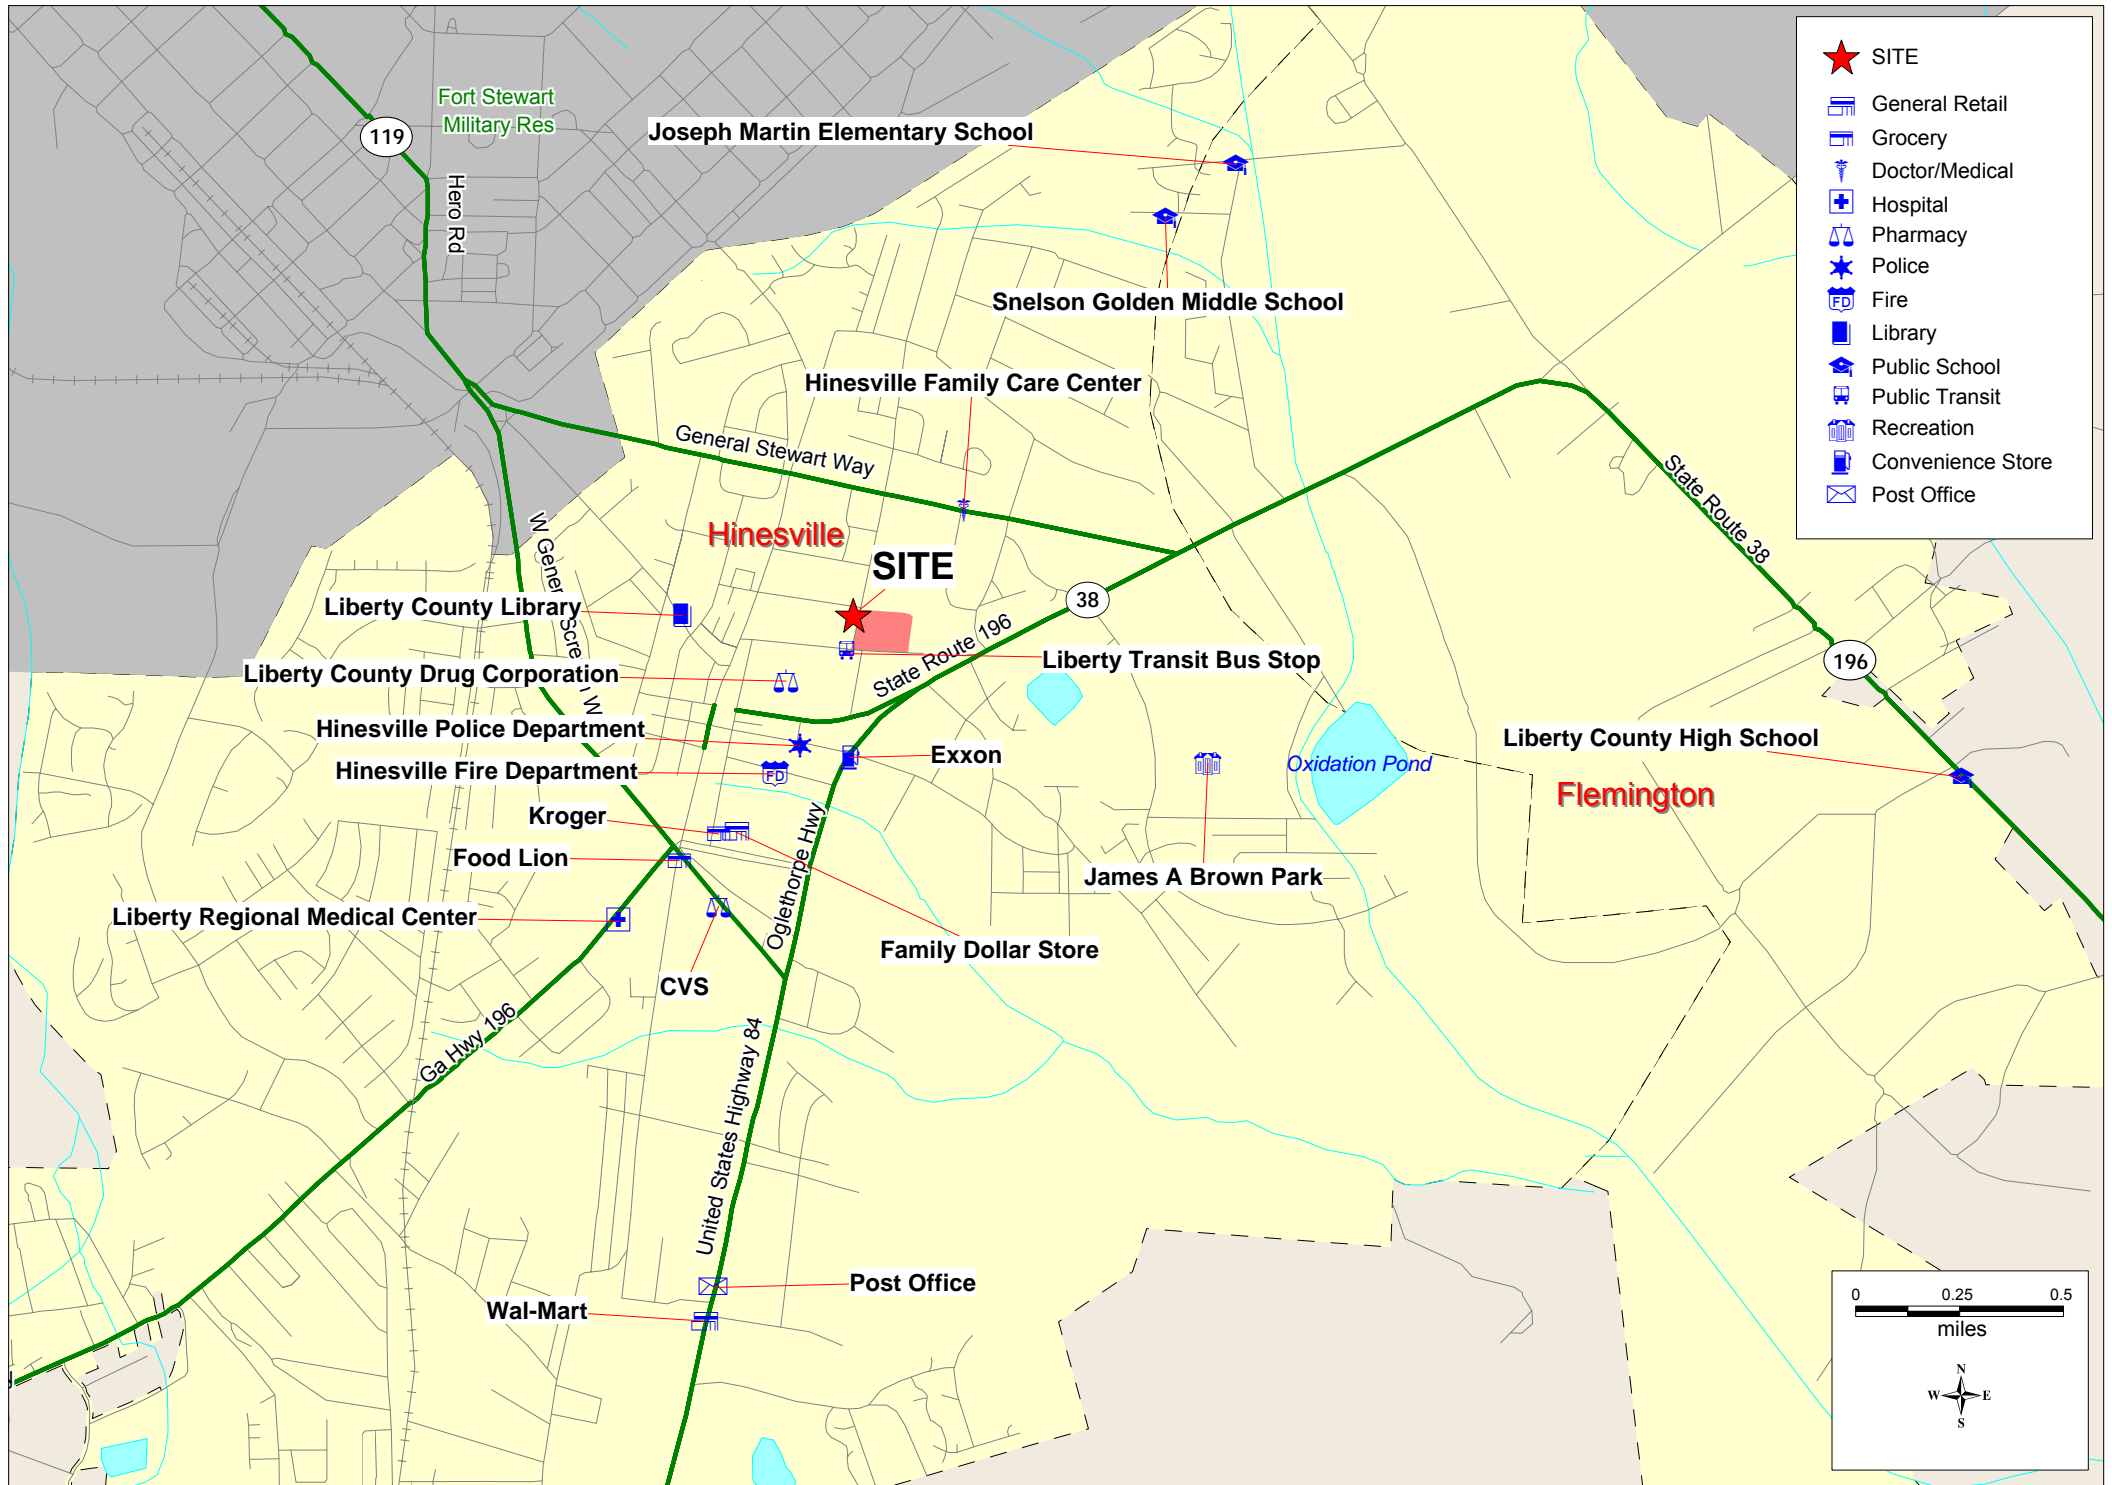 SITE
General Retail
Grocery
Doctor/Medical
Hospital
Pharmacy
Police
FD
Fire
Library
Public School
Public Transit
Recreation
Convenience Store
Post Office
Fort Stewart
Military Res
119
Hero Rd
Joseph Martin Elementary School
Snelson Golden Middle School
Hinesville Family Care Center
General Stewart Way
Hinesville
SITE
W General Screven W
38
State Route 38
Liberty County Library
State Route 196
Liberty Transit Bus Stop
196
Liberty County Drug Corporation
Hinesville Police Department
Exxon
Oxidation Pond
Liberty County High School
Hinesville Fire Department
FD
Flemington
Kroger
Food Lion
Oglethorpe Hwy
James A Brown Park
Liberty Regional Medical Center
Family Dollar Store
CVS
Ga Hwy 196
United States Highway 84
Post Office
Wal-Mart
0 0.25 0.5
miles
N
W E
S